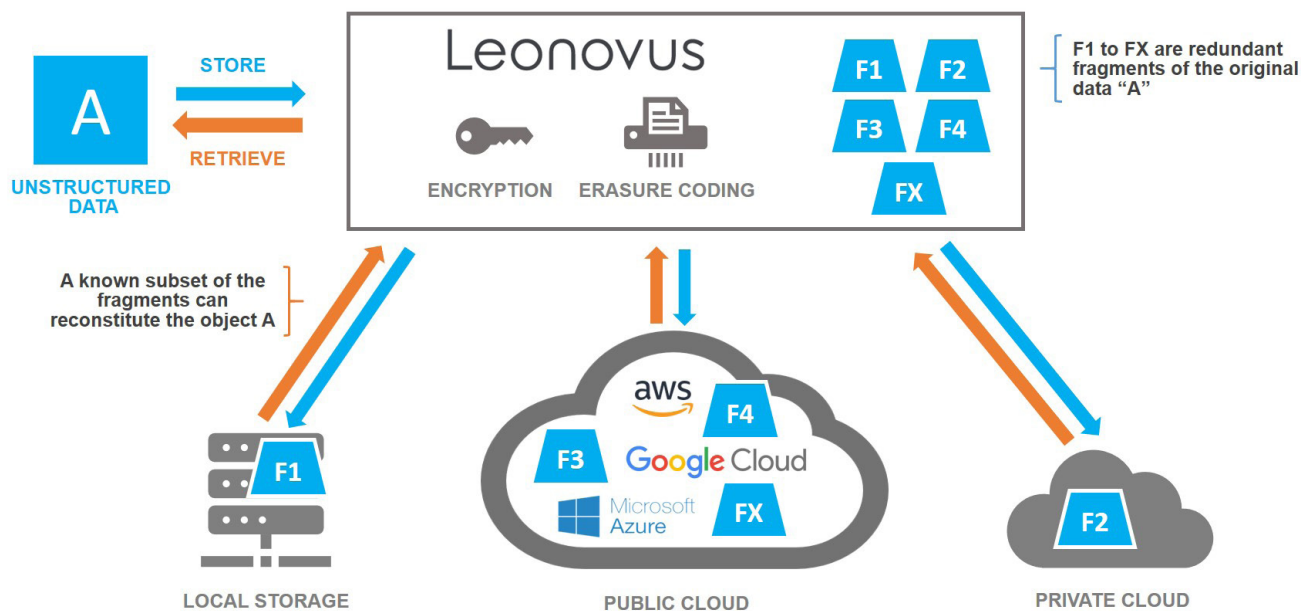 A
UNSTRUCTURED
DATA
STORE
RETRIEVE
Leonovus
ENCRYPTION
ERASURE CODING
F1
F2
F3
F4
FX
F1 to FX are redundant
fragments of the original
data “A”
A known subset of the
fragments can
reconstitute the object A
F1
LOCAL STORAGE
aws
F4
F3
Google Cloud
Microsoft
Azure
FX
PUBLIC CLOUD
F2
PRIVATE CLOUD